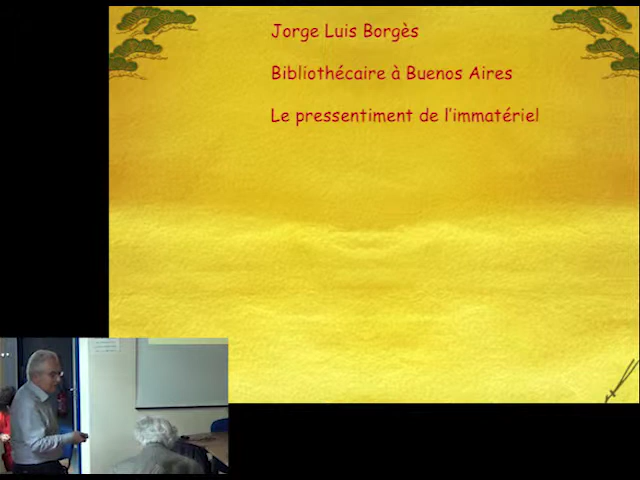 Jorge Luis Borgès
Bibliothécaire à Buenos Aires
Le pressentiment de l'immatériel